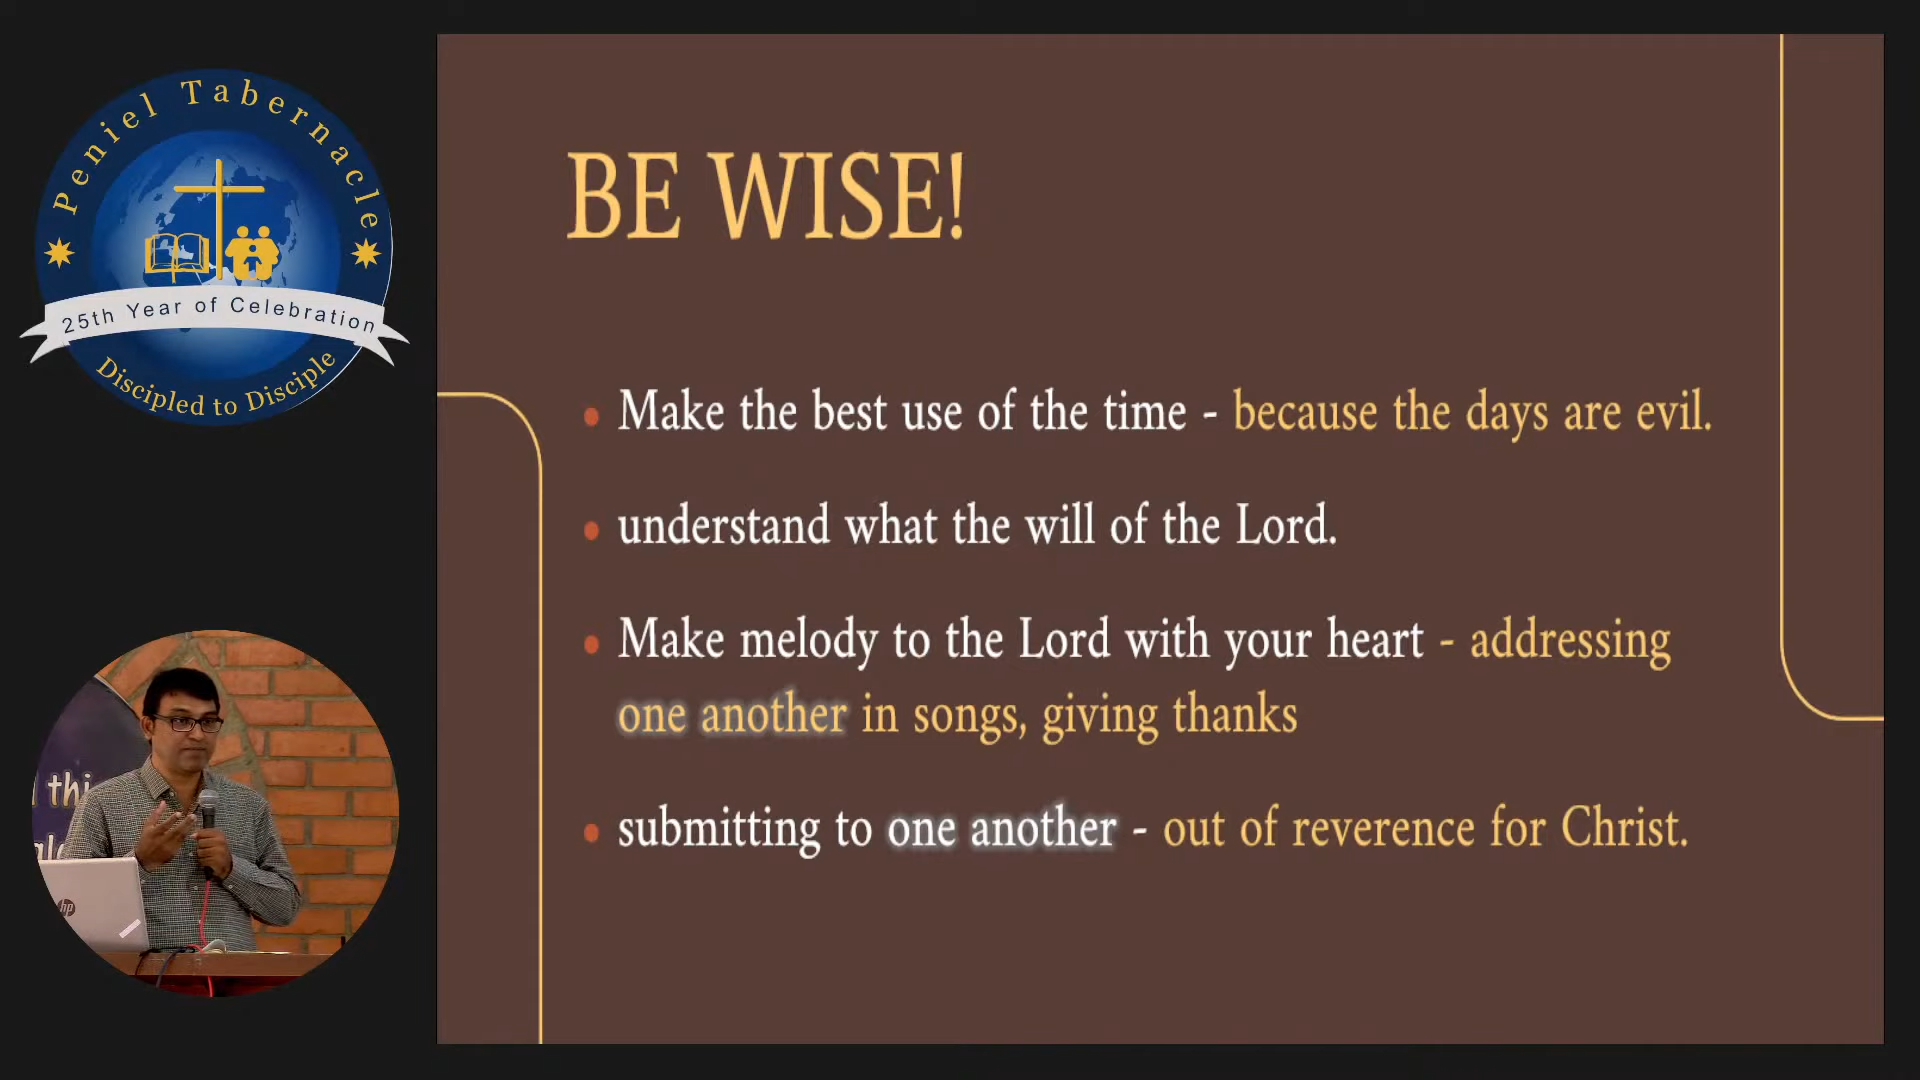 Peniel Tabernacle
25th Year of Celebration
Discipled to Disciple
BE WISE!
• Make the best use of the time - because the days are evil.
• understand what the will of the Lord.
• Make melody to the Lord with your heart - addressing
one another in songs, giving thanks
• submitting to one another - out of reverence for Christ.
thi
hp